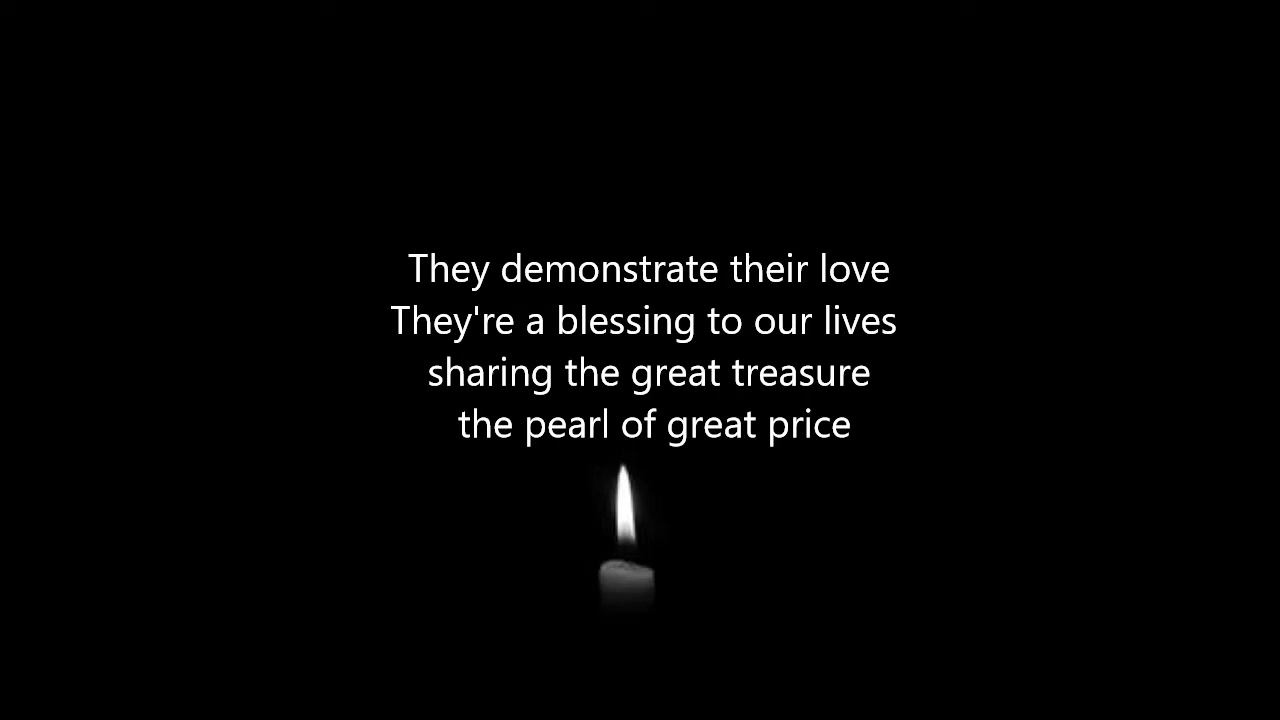 They demonstrate their love
They're a blessing to our lives
sharing the great treasure
the pearl of great price